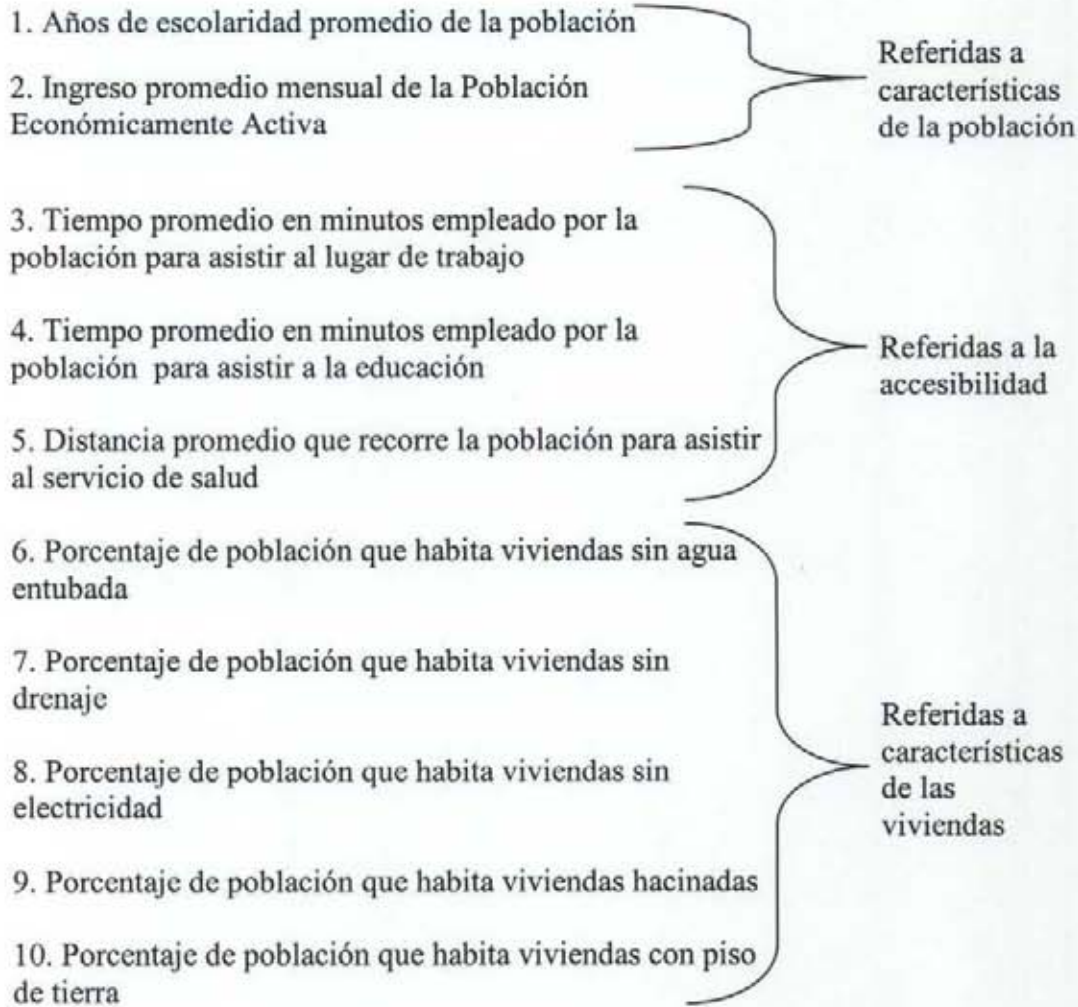 1. Años de escolaridad promedio de la población
2. Ingreso promedio mensual de la Población
Económicamente Activa
Referidas a
características
de la población
3. Tiempo promedio en minutos empleado por la
población para asistir al lugar de trabajo
4. Tiempo promedio en minutos empleado por la
población para asistir a la educación
5. Distancia promedio que recorre la población para asistir
al servicio de salud
Referidas a la
accesibilidad
6. Porcentaje de población que habita viviendas sin agua
entubada
7. Porcentaje de población que habita viviendas sin
drenaje
8. Porcentaje de población que habita viviendas sin
electricidad
9. Porcentaje de población que habita viviendas hacinadas
10. Porcentaje de población que habita viviendas con piso
de tierra
Referidas a
características
de las
viviendas